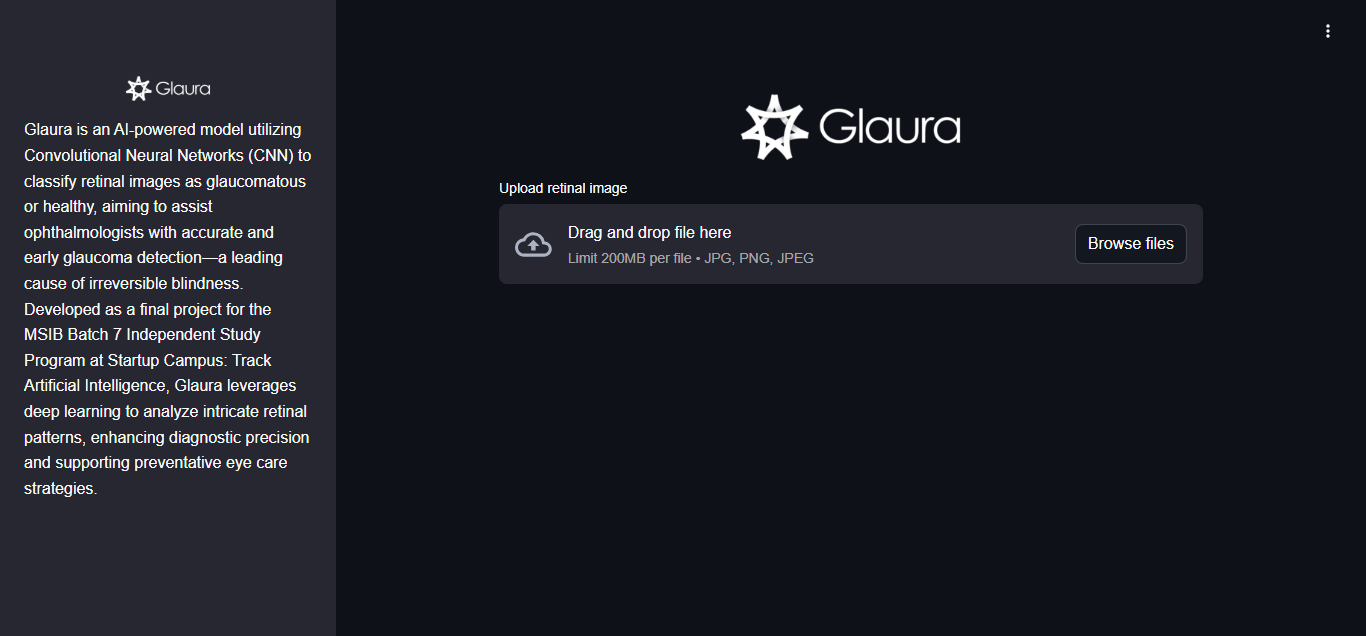 Glaura
Glaura is an AI-powered model utilizing
Convolutional Neural Networks (CNN) to
classify retinal images as glaucomatous
or healthy, aiming to assist
ophthalmologists with accurate and
early glaucoma detection—a leading
cause of irreversible blindness.
Developed as a final project for the
MSIB Batch 7 Independent Study
Program at Startup Campus: Track
Artificial Intelligence, Glaura leverages
deep learning to analyze intricate retinal
patterns, enhancing diagnostic precision
and supporting preventative eye care
strategies.
Glaura
Upload retinal image
Drag and drop file here
Limit 200MB per file • JPG, PNG, JPEG
Browse files